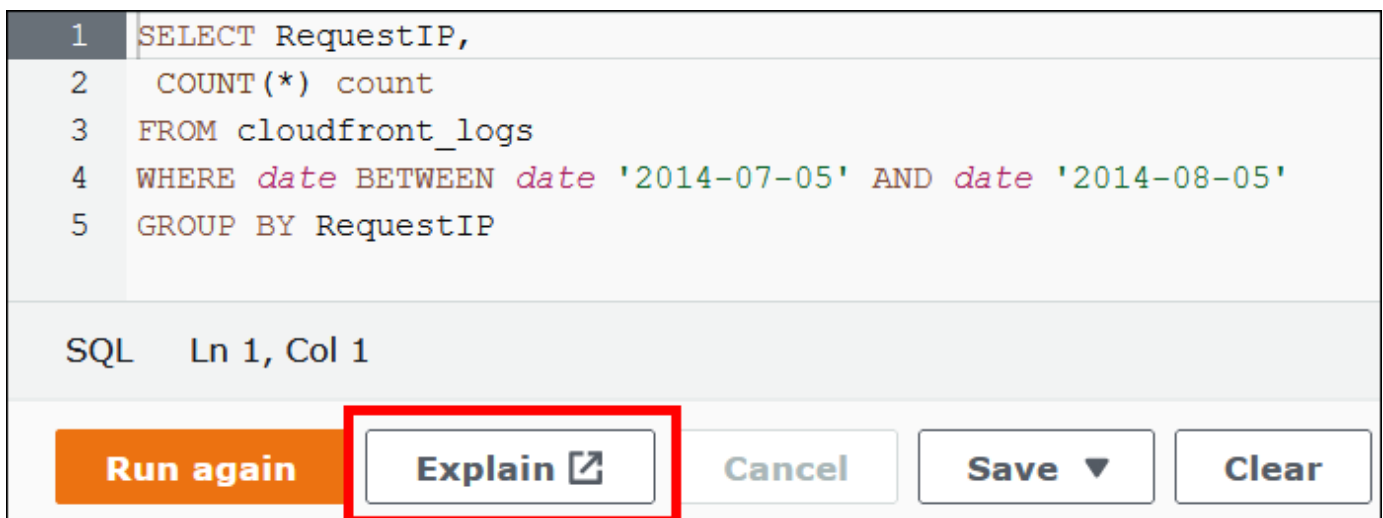 1 SELECT RequestIP,
2 COUNT(*) count
3 FROM cloudfront_logs
4 WHERE date BETWEEN date '2014-07-05' AND date '2014-08-05'
5 GROUP BY RequestIP
SQL Ln 1, Col 1
Run again Explain Cancel Save Clear